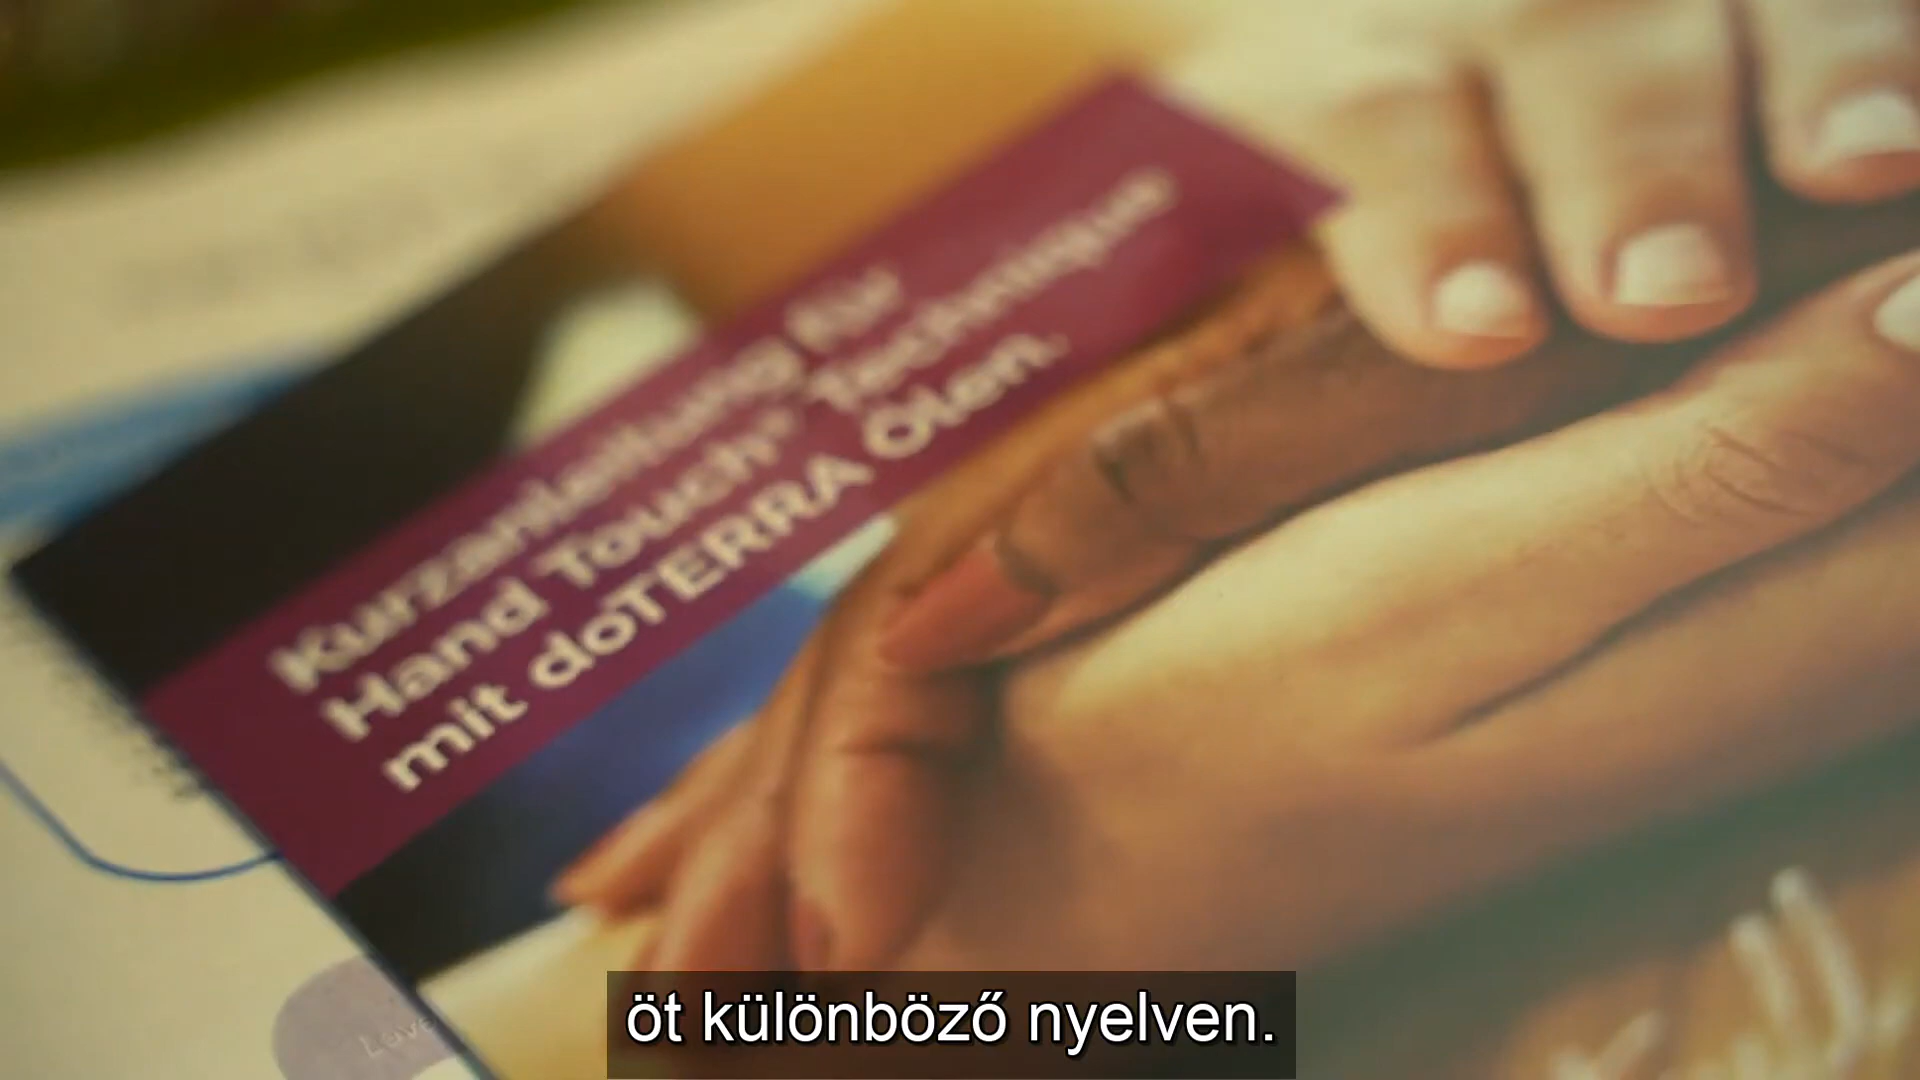 Kurzanleitung für
Hand Touch® Technique
mit doTERRA Ölen.
öt különböző nyelven.